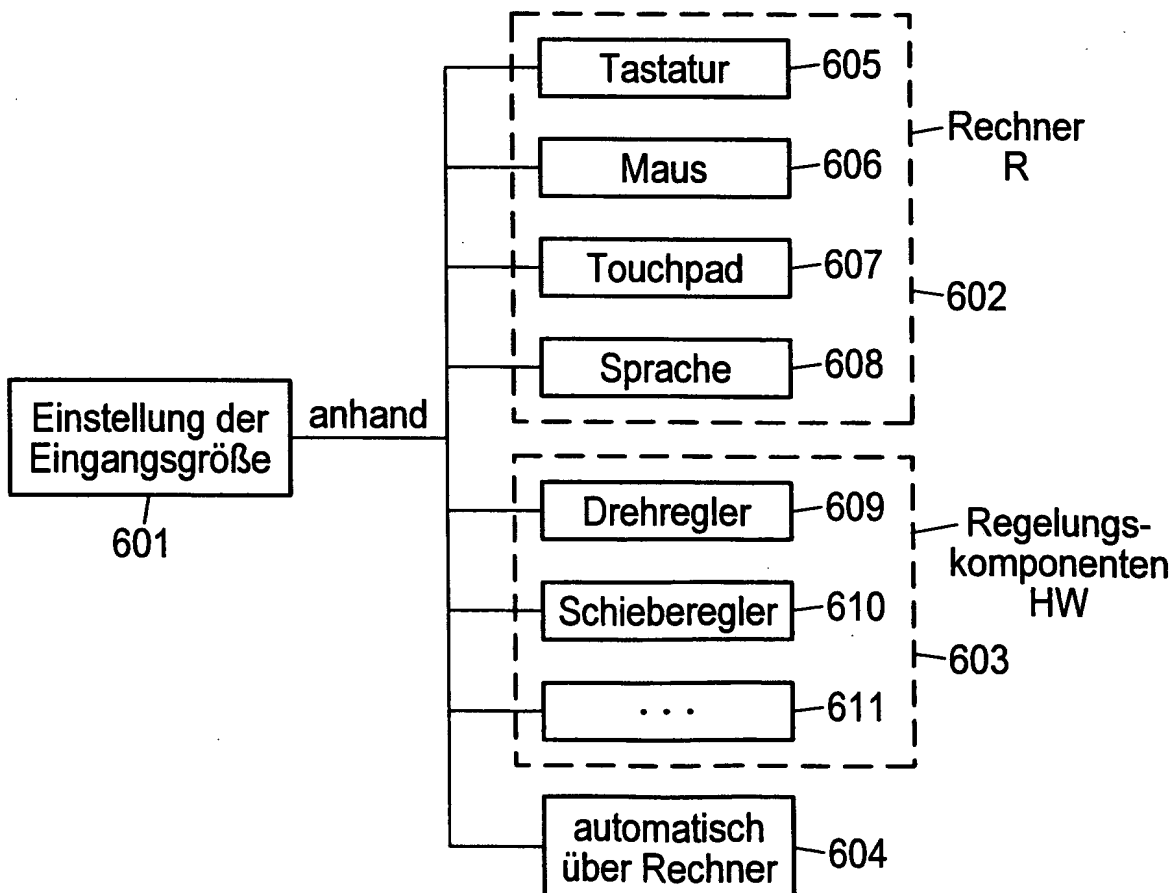 Tastatur
605
Maus
606
Touchpad
607
Sprache
608
Rechner
R
602
Einstellung der
Eingangsgröße
601
anhand
Drehregler
609
Schieberegler
610
. . .
611
Regelungs-
komponenten
HW
603
automatisch
über Rechner
604